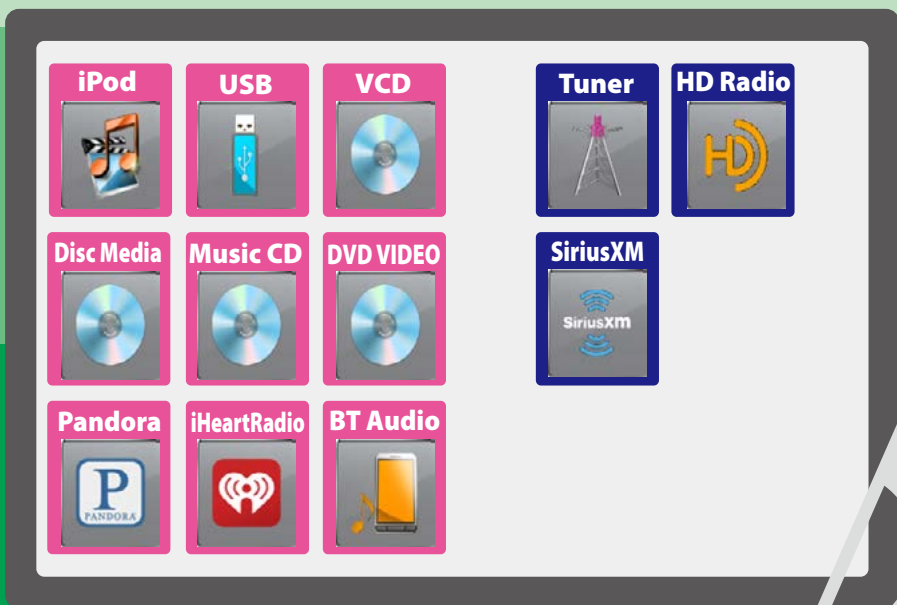 iPod USB VCD Tuner HD Radio
HD
Disc Media Music CD DVD VIDEO SiriusXM
SiriusXM
Pandora iHeartRadio BT Audio
P
PANDORA